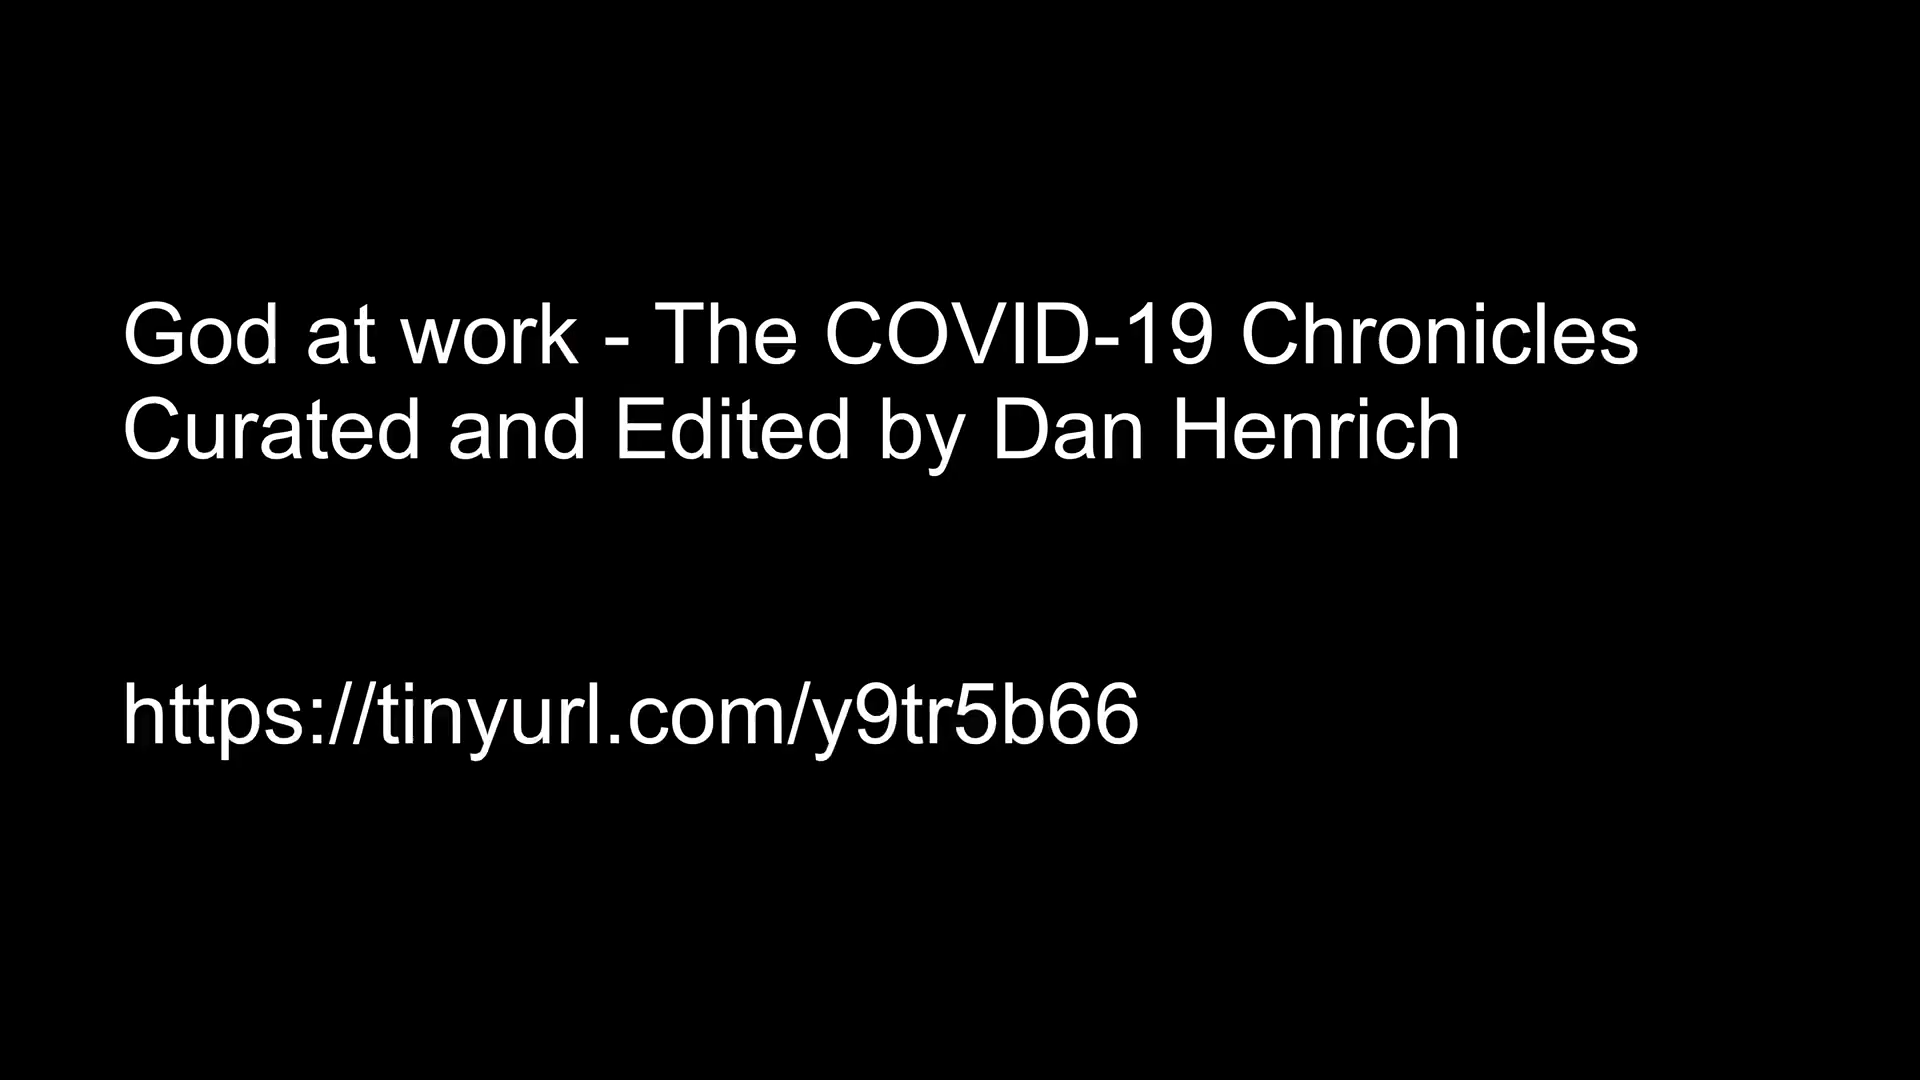 God at work - The COVID-19 Chronicles
Curated and Edited by Dan Henrich
https://tinyurl.com/y9tr5b66